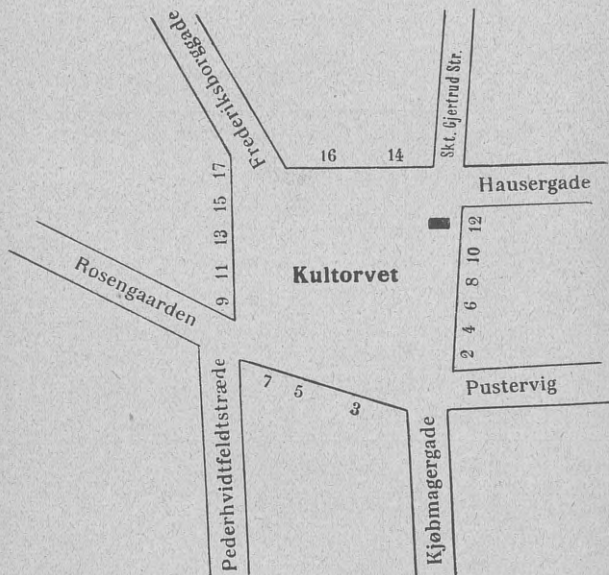 Frederiksborggade
Skt. Gjertrud Str.
16
14
17
15
13
11
9
Hausergade
12
10
8
6
4
2
Rosengaarden
Kultorvet
7
5
3
Pustervig
Pederhvidtfeldtstræde
Kjøbmagergade